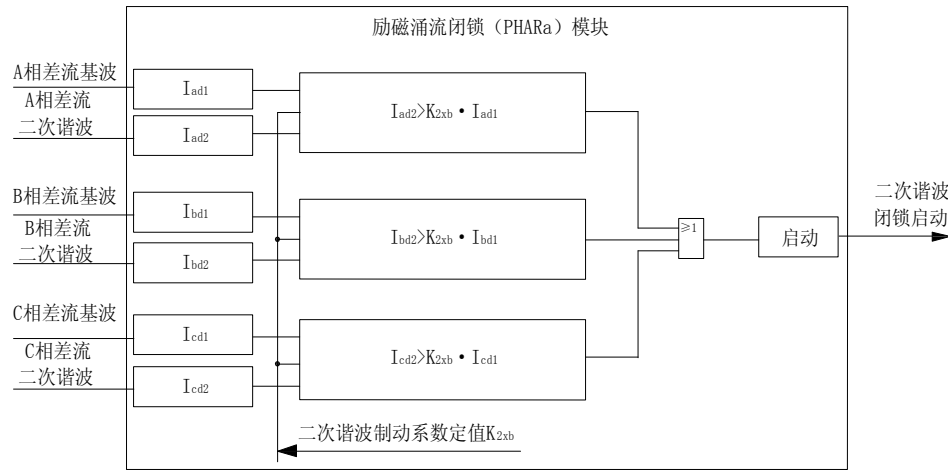 励磁涌流闭锁（PHARa）模块
A相差流基波
A相差流
二次谐波
Iad1
Iad2
Iad2>K2xb•Iad1
B相差流基波
B相差流
二次谐波
Ibd1
Ibd2
Ibd2>K2xb•Ibd1
C相差流基波
C相差流
二次谐波
Icd1
Icd2
Icd2>K2xb•Icd1
≥1
启动
二次谐波
闭锁启动
二次谐波制动系数定值K2xb